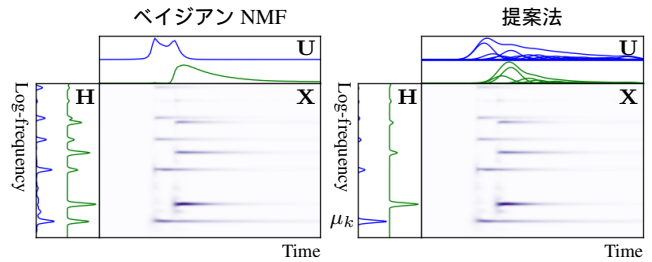 ベイジアン NMF
U
H
X
Log-frequency
Time
提案法
U
H
X
Log-frequency
μk
Time